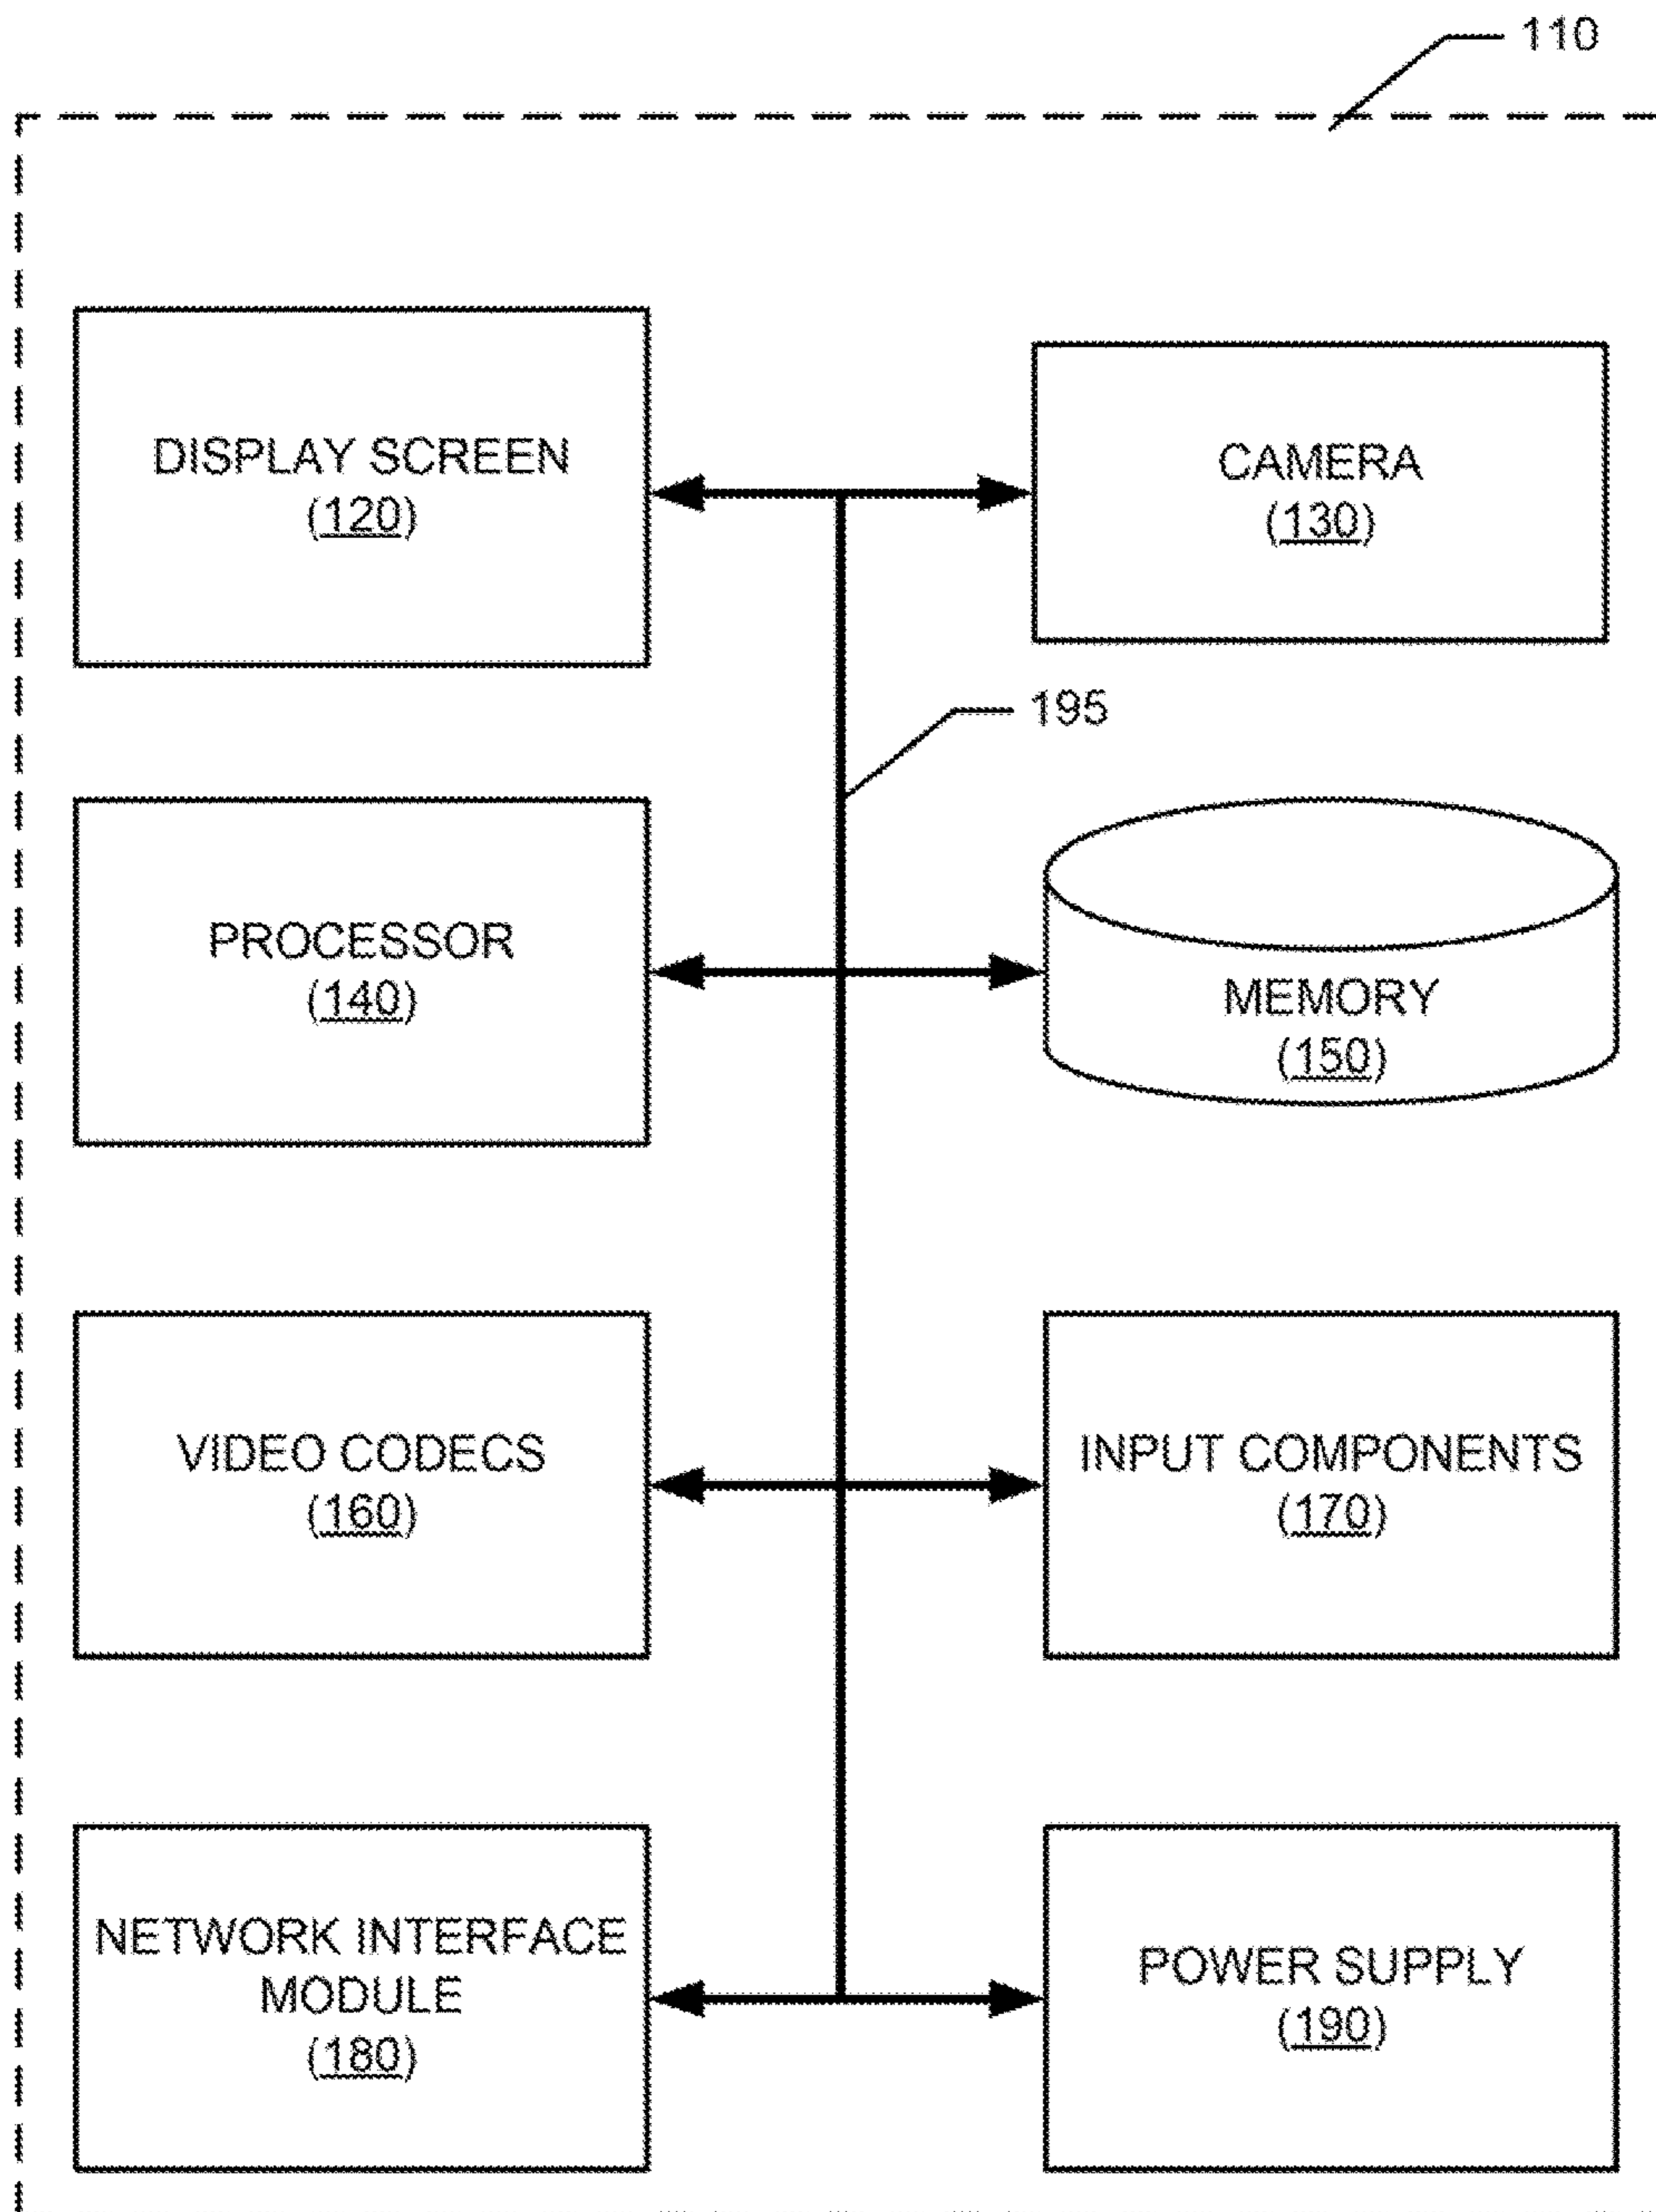 110
DISPLAY SCREEN
(120)
CAMERA
(130)
195
PROCESSOR
(140)
MEMORY
(150)
VIDEO CODECS
(160)
INPUT COMPONENTS
(170)
NETWORK INTERFACE
MODULE
(180)
POWER SUPPLY
(190)